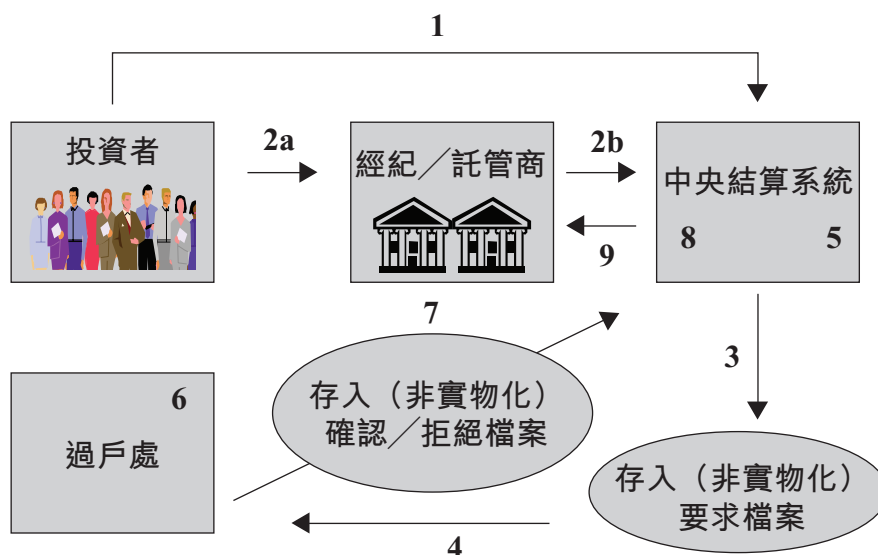 1
投資者
2a
經紀╱託管商
2b
中央結算系統
8
5
9
7
3
6
過戶處
存入（非實物化）
確認╱拒絕檔案
存入（非實物化）
要求檔案
4